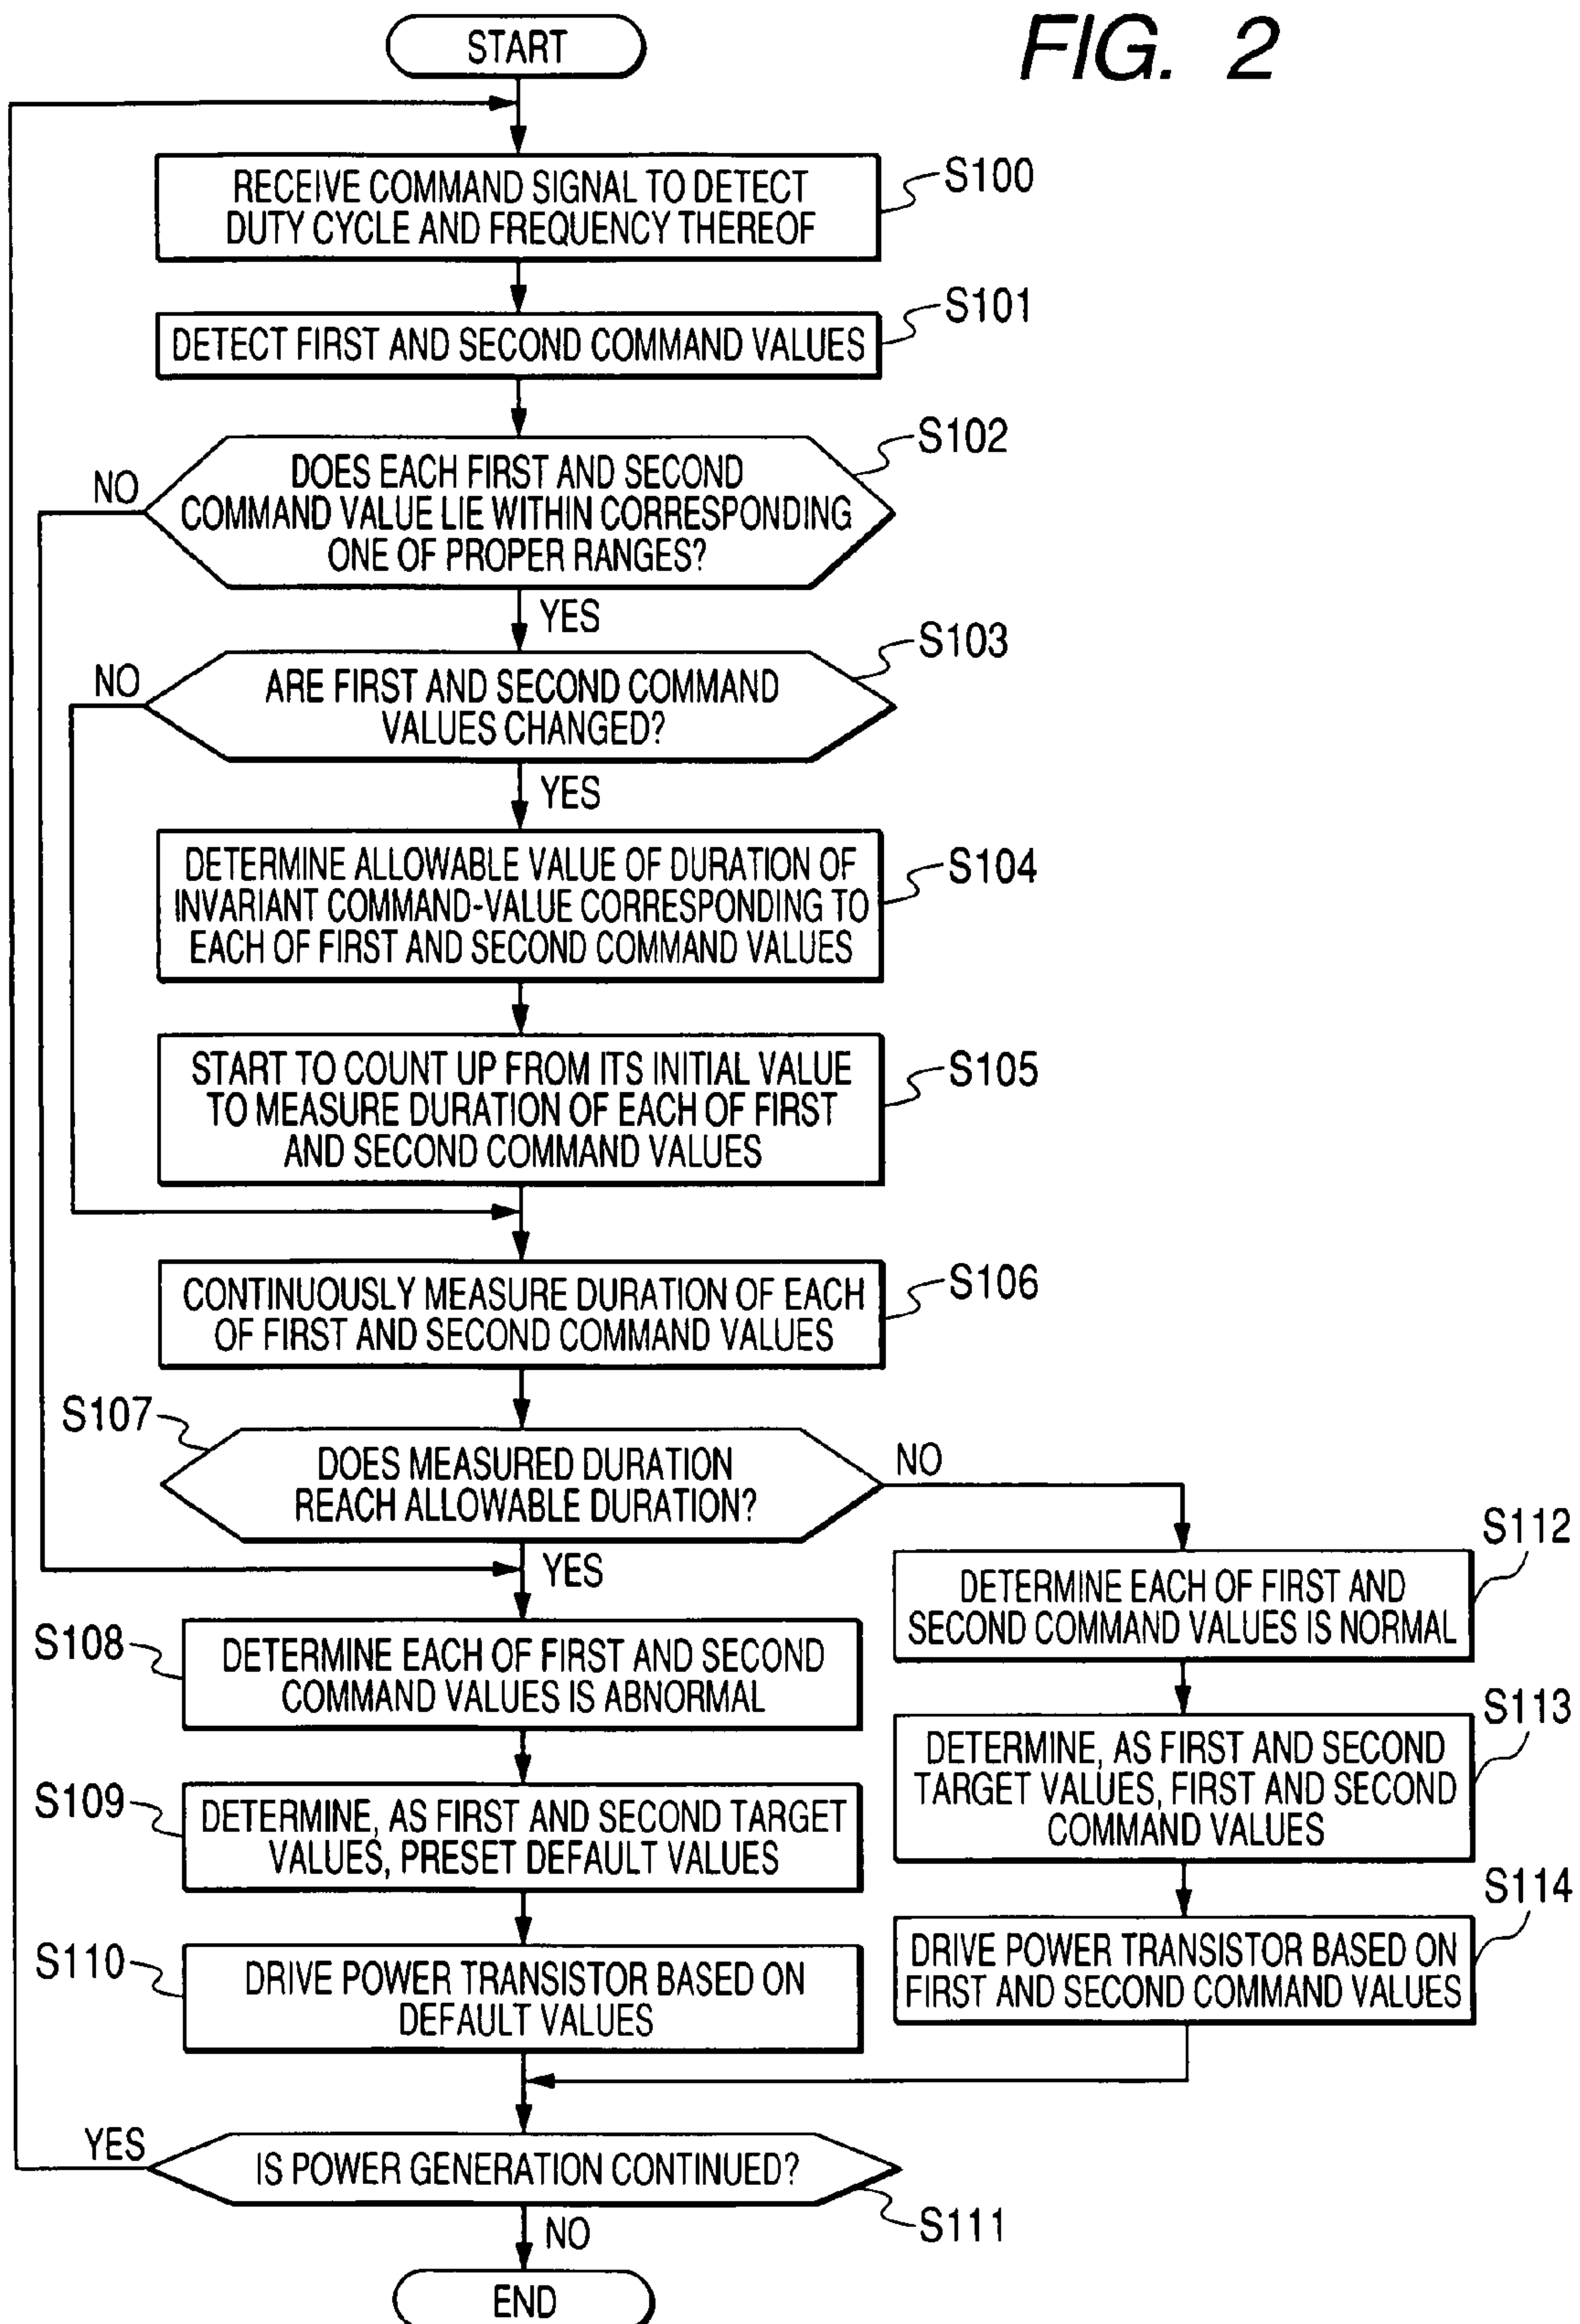 FIG. 2
START
RECEIVE COMMAND SIGNAL TO DETECT
DUTY CYCLE AND FREQUENCY THEREOF
S100
DETECT FIRST AND SECOND COMMAND VALUES
S101
DOES EACH FIRST AND SECOND
COMMAND VALUE LIE WITHIN CORRESPONDING
ONE OF PROPER RANGES?
S102
NO
YES
ARE FIRST AND SECOND COMMAND
VALUES CHANGED?
S103
NO
YES
DETERMINE ALLOWABLE VALUE OF DURATION OF
INVARIANT COMMAND-VALUE CORRESPONDING TO
EACH OF FIRST AND SECOND COMMAND VALUES
S104
START TO COUNT UP FROM ITS INITIAL VALUE
TO MEASURE DURATION OF EACH OF FIRST
AND SECOND COMMAND VALUES
S105
CONTINUOUSLY MEASURE DURATION OF EACH
OF FIRST AND SECOND COMMAND VALUES
S106
S107
DOES MEASURED DURATION
REACH ALLOWABLE DURATION?
NO
YES
S108
DETERMINE EACH OF FIRST AND SECOND
COMMAND VALUES IS ABNORMAL
S109
DETERMINE, AS FIRST AND SECOND TARGET
VALUES, PRESET DEFAULT VALUES
S110
DRIVE POWER TRANSISTOR BASED ON
DEFAULT VALUES
S112
DETERMINE EACH OF FIRST AND
SECOND COMMAND VALUES IS NORMAL
S113
DETERMINE, AS FIRST AND SECOND
TARGET VALUES, FIRST AND SECOND
COMMAND VALUES
S114
DRIVE POWER TRANSISTOR BASED ON
FIRST AND SECOND COMMAND VALUES
YES
IS POWER GENERATION CONTINUED?
S111
NO
END